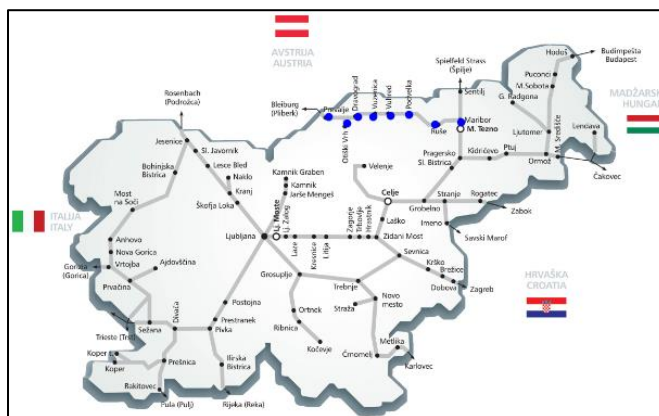 AVSTRIJA
AUSTRIA
Spielfeld Strass
(Špilje)
Hodoš
Budimpešta
Budapest
Puconci
M.Sobota
G. Radgona
MADŽARSKA
HUNGAR
Šentilj
Rosenbach
(Podrožca)
Bleiburg
(Pliberk)
Prevalje
Dravograd
Vuzenica
Vuhred
Podvelka
Otiški Vrh
Ruše
Maribor
M. Tezno
Ljutomer
M. Središče
Lendava
Jesenice
Sl. Javornik
Lesce Bled
Bohinjska
Bistrica
Naklo
Kranj
Škofja Loka
Kamnik Graben
Kamnik
Jarše Mengeš
Velenje
Pragersko
Sl. Bistrica
Kidričevo
Ptuj
Ormož
Čakovec
Most
na Soči
Lj. Moste
Lj. Zalog
Celje
Stranje
Rogatec
Grobelno
Zabok
Imeno
Savski Marof
ITALIJA
ITALY
Anhovo
Nova Gorica
Vrtojba
Gorizia
(Gorica)
Ajdovščina
Prvačina
Ljubljana
Laze
Kresnice
Litija
Zagorje
Trbovlje
Hrastnik
Laško
Zidani Most
Sevnica
Krško
Brežice
Dobova
Zagreb
HRVAŠKA
CROATIA
Grosuplje
Trebnje
Postojna
Prestranek
Pivka
Ortnek
Ribnica
Kočevje
Straža
Novo
mesto
Metlika
Črnomelj
Karlovec
Divača
Sežana
Trieste (Trst)
Koper t.
Koper
Prešnica
Ilirska
Bistrica
Rakitovec
Pula (Pulj)
Rijeka (Reka)